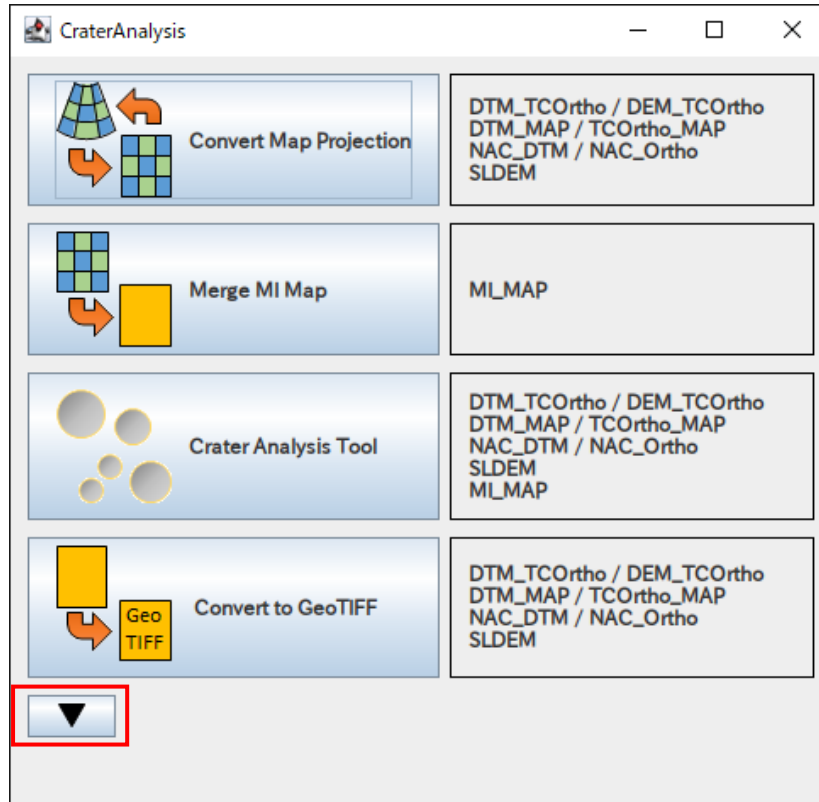 CraterAnalysis
Convert Map Projection
DTM_TCOrtho / DEM_TCOrtho
DTM_MAP / TCOrtho_MAP
NAC_DTM / NAC_Ortho
SLDEM
Merge MI Map
MI_MAP
Crater Analysis Tool
DTM_TCOrtho / DEM_TCOrtho
DTM_MAP / TCOrtho_MAP
NAC_DTM / NAC_Ortho
SLDEM
MI_MAP
Geo
TIFF
Convert to GeoTIFF
DTM_TCOrtho / DEM_TCOrtho
DTM_MAP / TCOrtho_MAP
NAC_DTM / NAC_Ortho
SLDEM